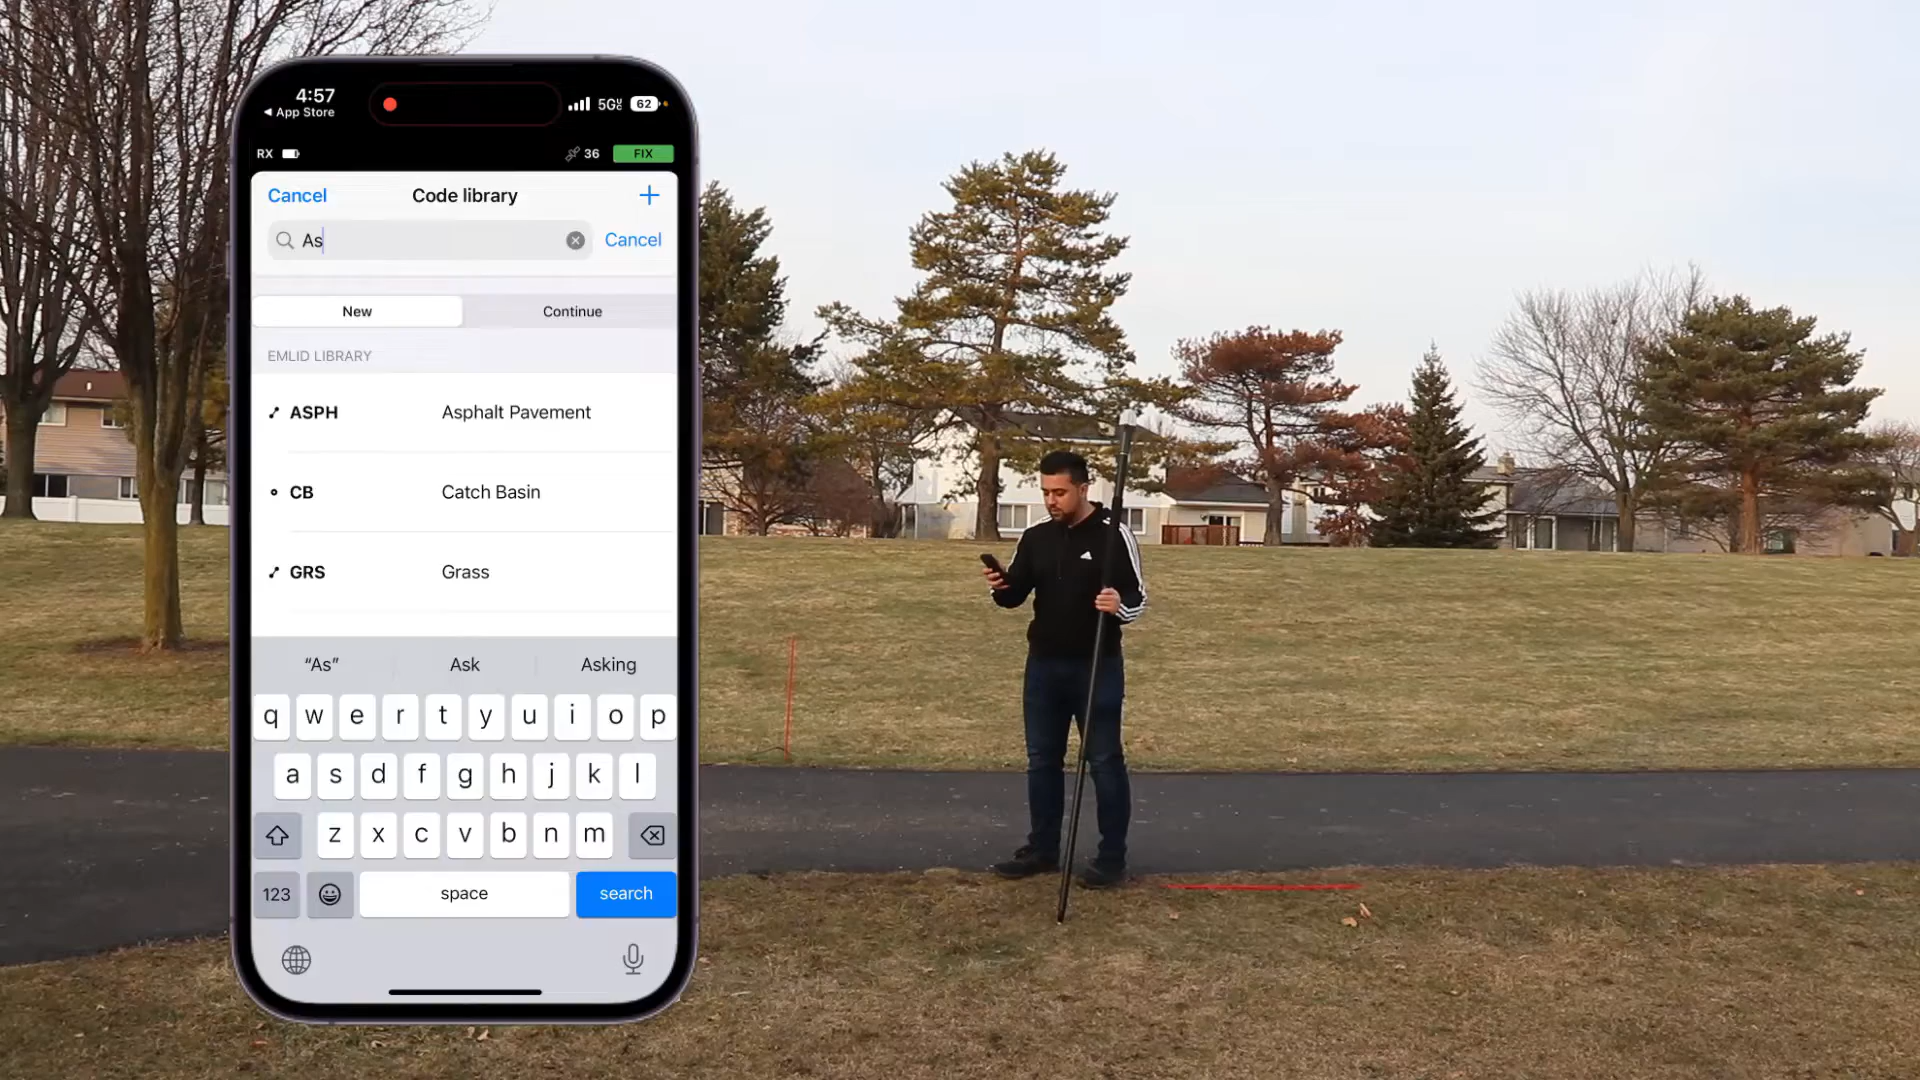 4:57
◀ App Store
5G
62
RX
36
FIX
Cancel
Code library
+
As
Cancel
New
Continue
EMLID LIBRARY
ASPH
Asphalt Pavement
CB
Catch Basin
GRS
Grass
“As”
Ask
Asking
q w e r t y u i o p
a s d f g h j k l
z x c v b n m
123
space
search